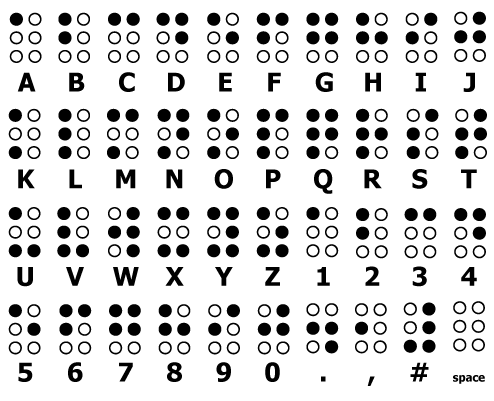 A B C D E F G H I J
K L M N O P Q R S T
U V W X Y Z 1 2 3 4
5 6 7 8 9 0 . , # space